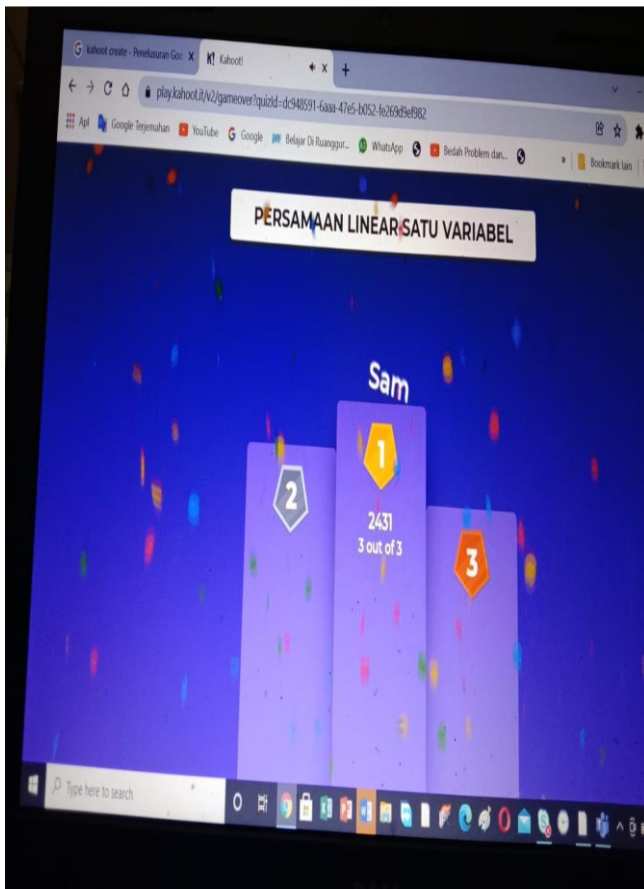 kahoot create - Penelusuran Goo
K! Kahoot!
play.kahoot.it/v2/gameover?quizId=dc948591-6aaa-47e5-b052-fe269d9ef982
Apl Google Terjemahan YouTube Google Belajar Di Ruanggur... WhatsApp Bedah Problem dan... » Bookmark lain
PERSAMAAN LINEAR SATU VARIABEL
Sam
1
2431
3 out of 3
2
3
Type here to search